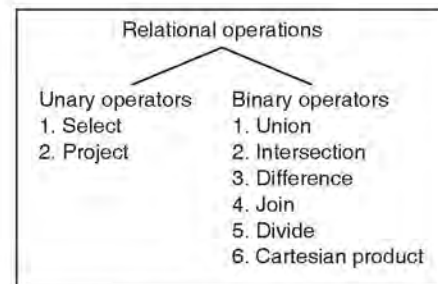 Relational operations
Unary operators
1. Select
2. Project
Binary operators
1. Union
2. Intersection
3. Difference
4. Join
5. Divide
6. Cartesian product